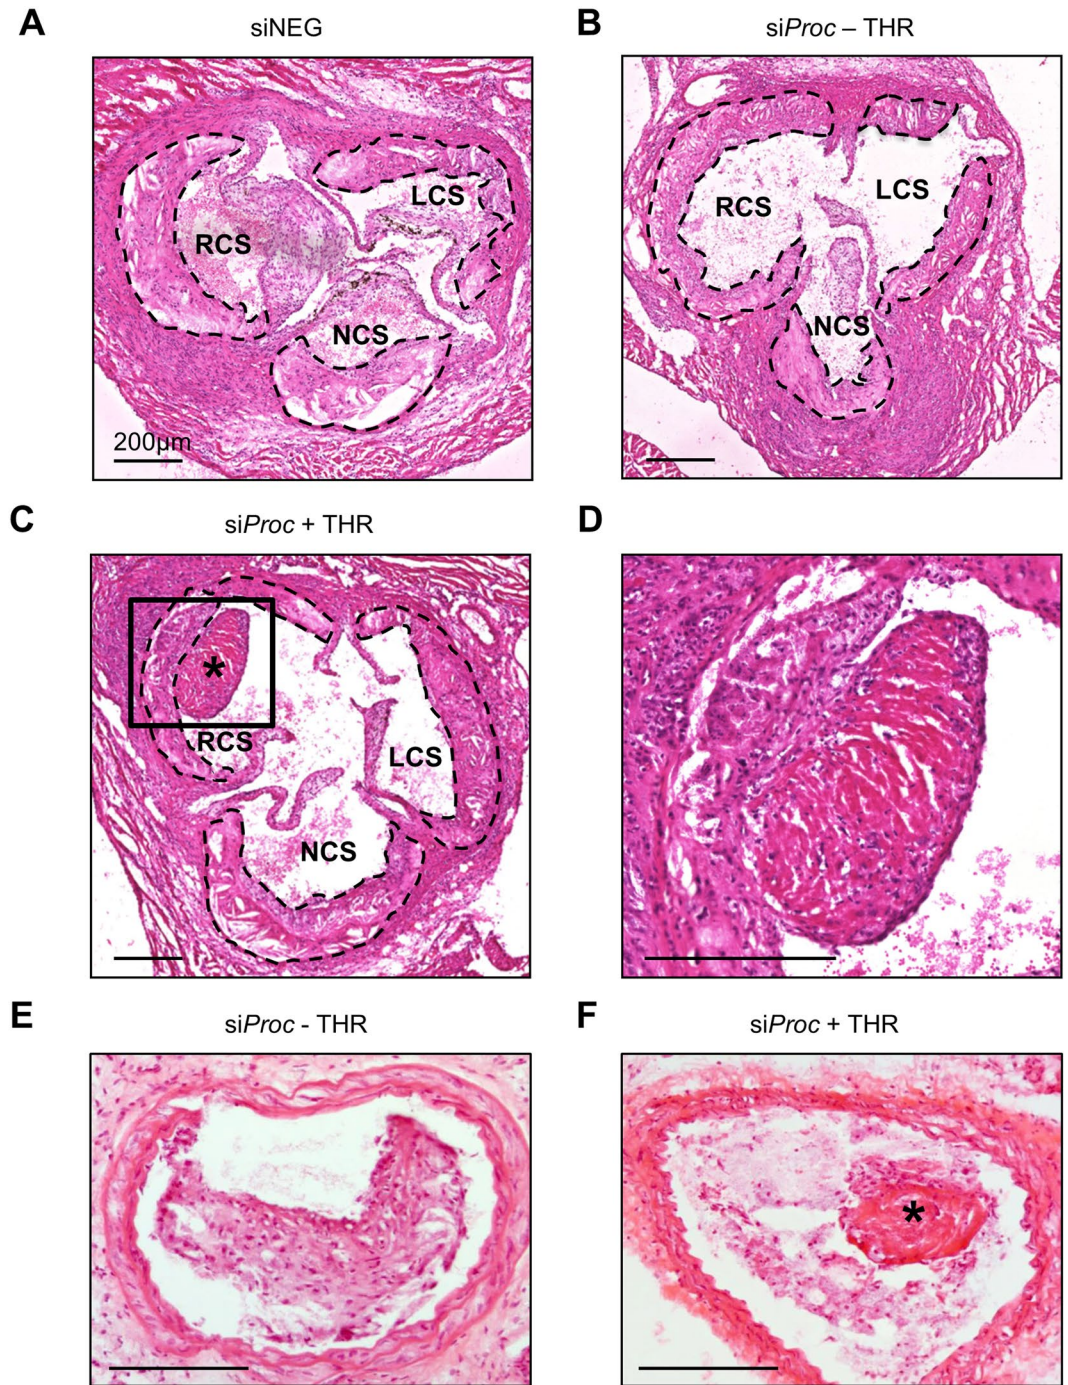 A siNEG
B siProc – THR
RCS
LCS
NCS
200µm
RCS
LCS
NCS
C siProc + THR
D
*
RCS
LCS
NCS
E siProc - THR
F siProc + THR
*